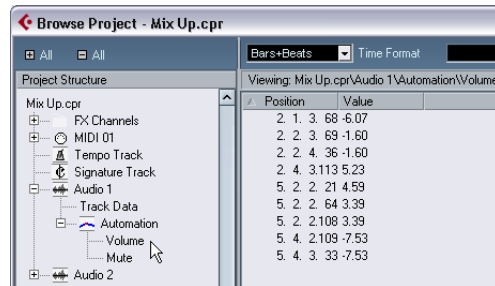 Browse Project - Mix Up.cpr
All All
Bars+Beats Time Format
Project Structure
Viewing: Mix Up.cpr\Audio 1\Automation\Volume
Position Value
Mix Up.cpr
FX Channels
MIDI 01
Tempo Track
Signature Track
Audio 1
Track Data
Automation
Volume
Mute
Audio 2
2. 1. 3. 68 -6.07
2. 2. 3. 69 -1.60
2. 2. 4. 36 -1.60
2. 4. 3.113 5.23
5. 2. 2. 21 4.59
5. 2. 2. 64 3.39
5. 2. 2.108 3.39
5. 4. 2.109 -7.53
5. 4. 3. 33 -7.53